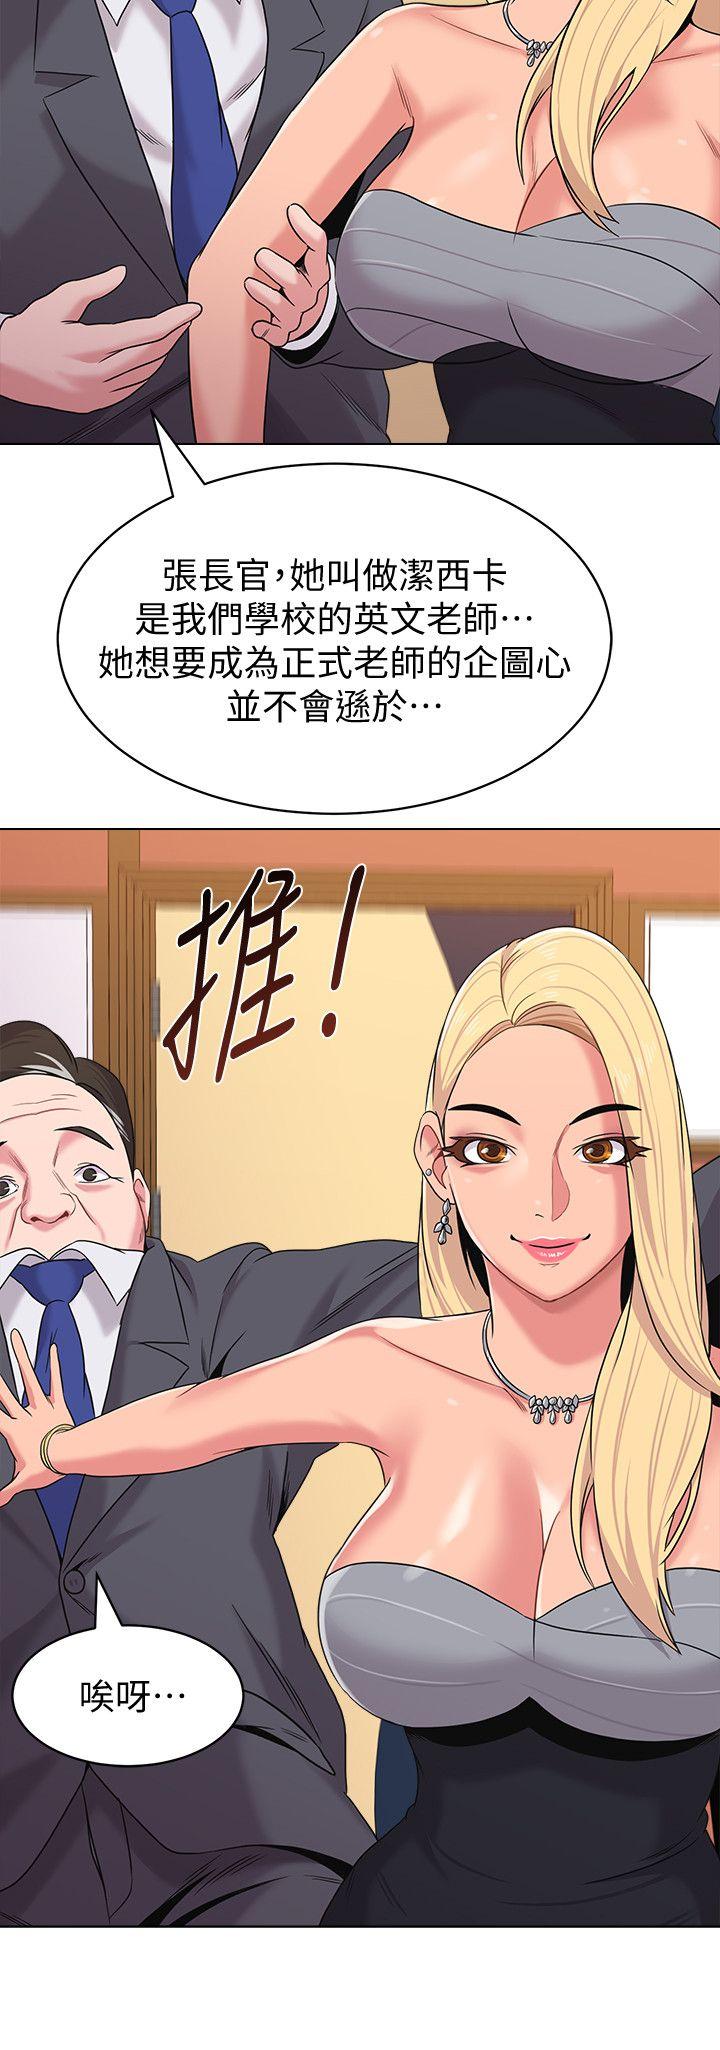 張長官，她叫做潔西卡
是我們學校的英文老師…
她想要成為正式老師的企圖心
並不會遜於…
推！
唉呀…